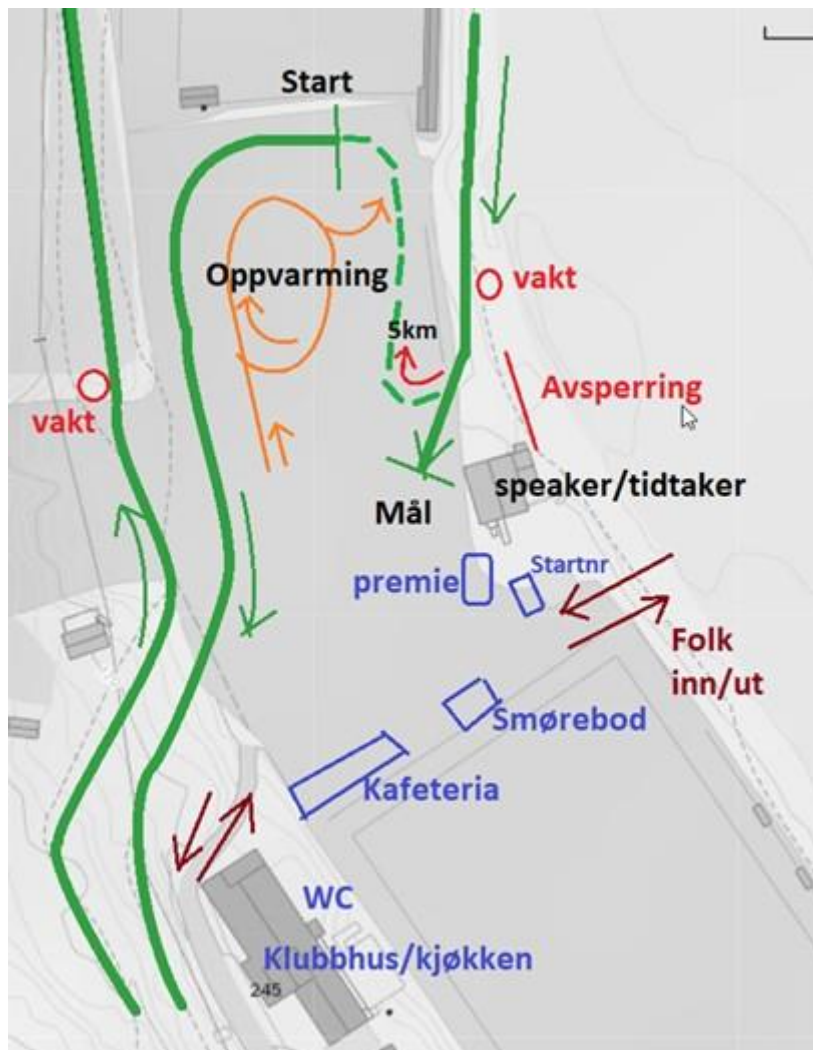 Start
Oppvarming
vakt
5km
Avsperring
vakt
speaker/tidtaker
Mål
Startnr
premie
Folk
inn/ut
Smørebod
Kafeteria
WC
Klubbhus/kjøkken
245